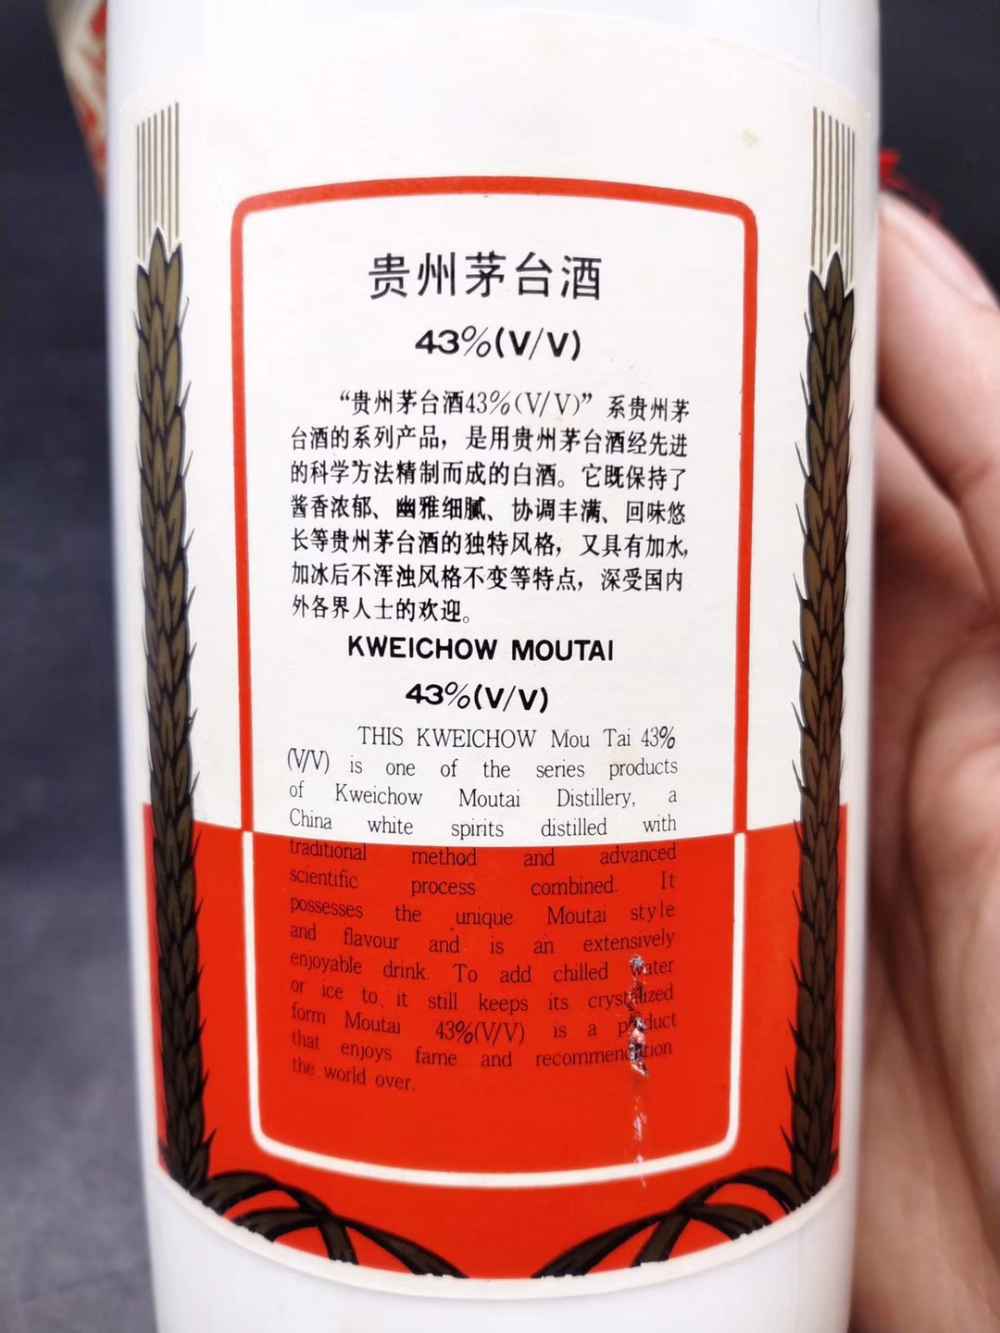 贵州茅台酒
43%(V/V)
“贵州茅台酒43%(V/V)”系贵州茅
台酒的系列产品，是用贵州茅台酒经先进
的科学方法精制而成的白酒。它既保持了
酱香浓郁、幽雅细腻、协调丰满、回味悠
长等贵州茅台酒的独特风格，又具有加水，
加冰后不浑浊风格不变等特点，深受国内
外各界人士的欢迎。
KWEICHOW MOUTAI
43%(V/V)
THIS KWEICHOW Mou Tai 43%
(V/V) is one of the series products
of Kweichow Moutai Distillery, a
China white spirits distilled with
traditional method and advanced
scientific process combined. It
possesses the unique Moutai style
and flavour and is an extensively
enjoyable drink. To add chilled water
or ice to it still keeps its crystalized
form Moutai 43%(V/V) is a product
that enjoys fame and recommendation
the world over.